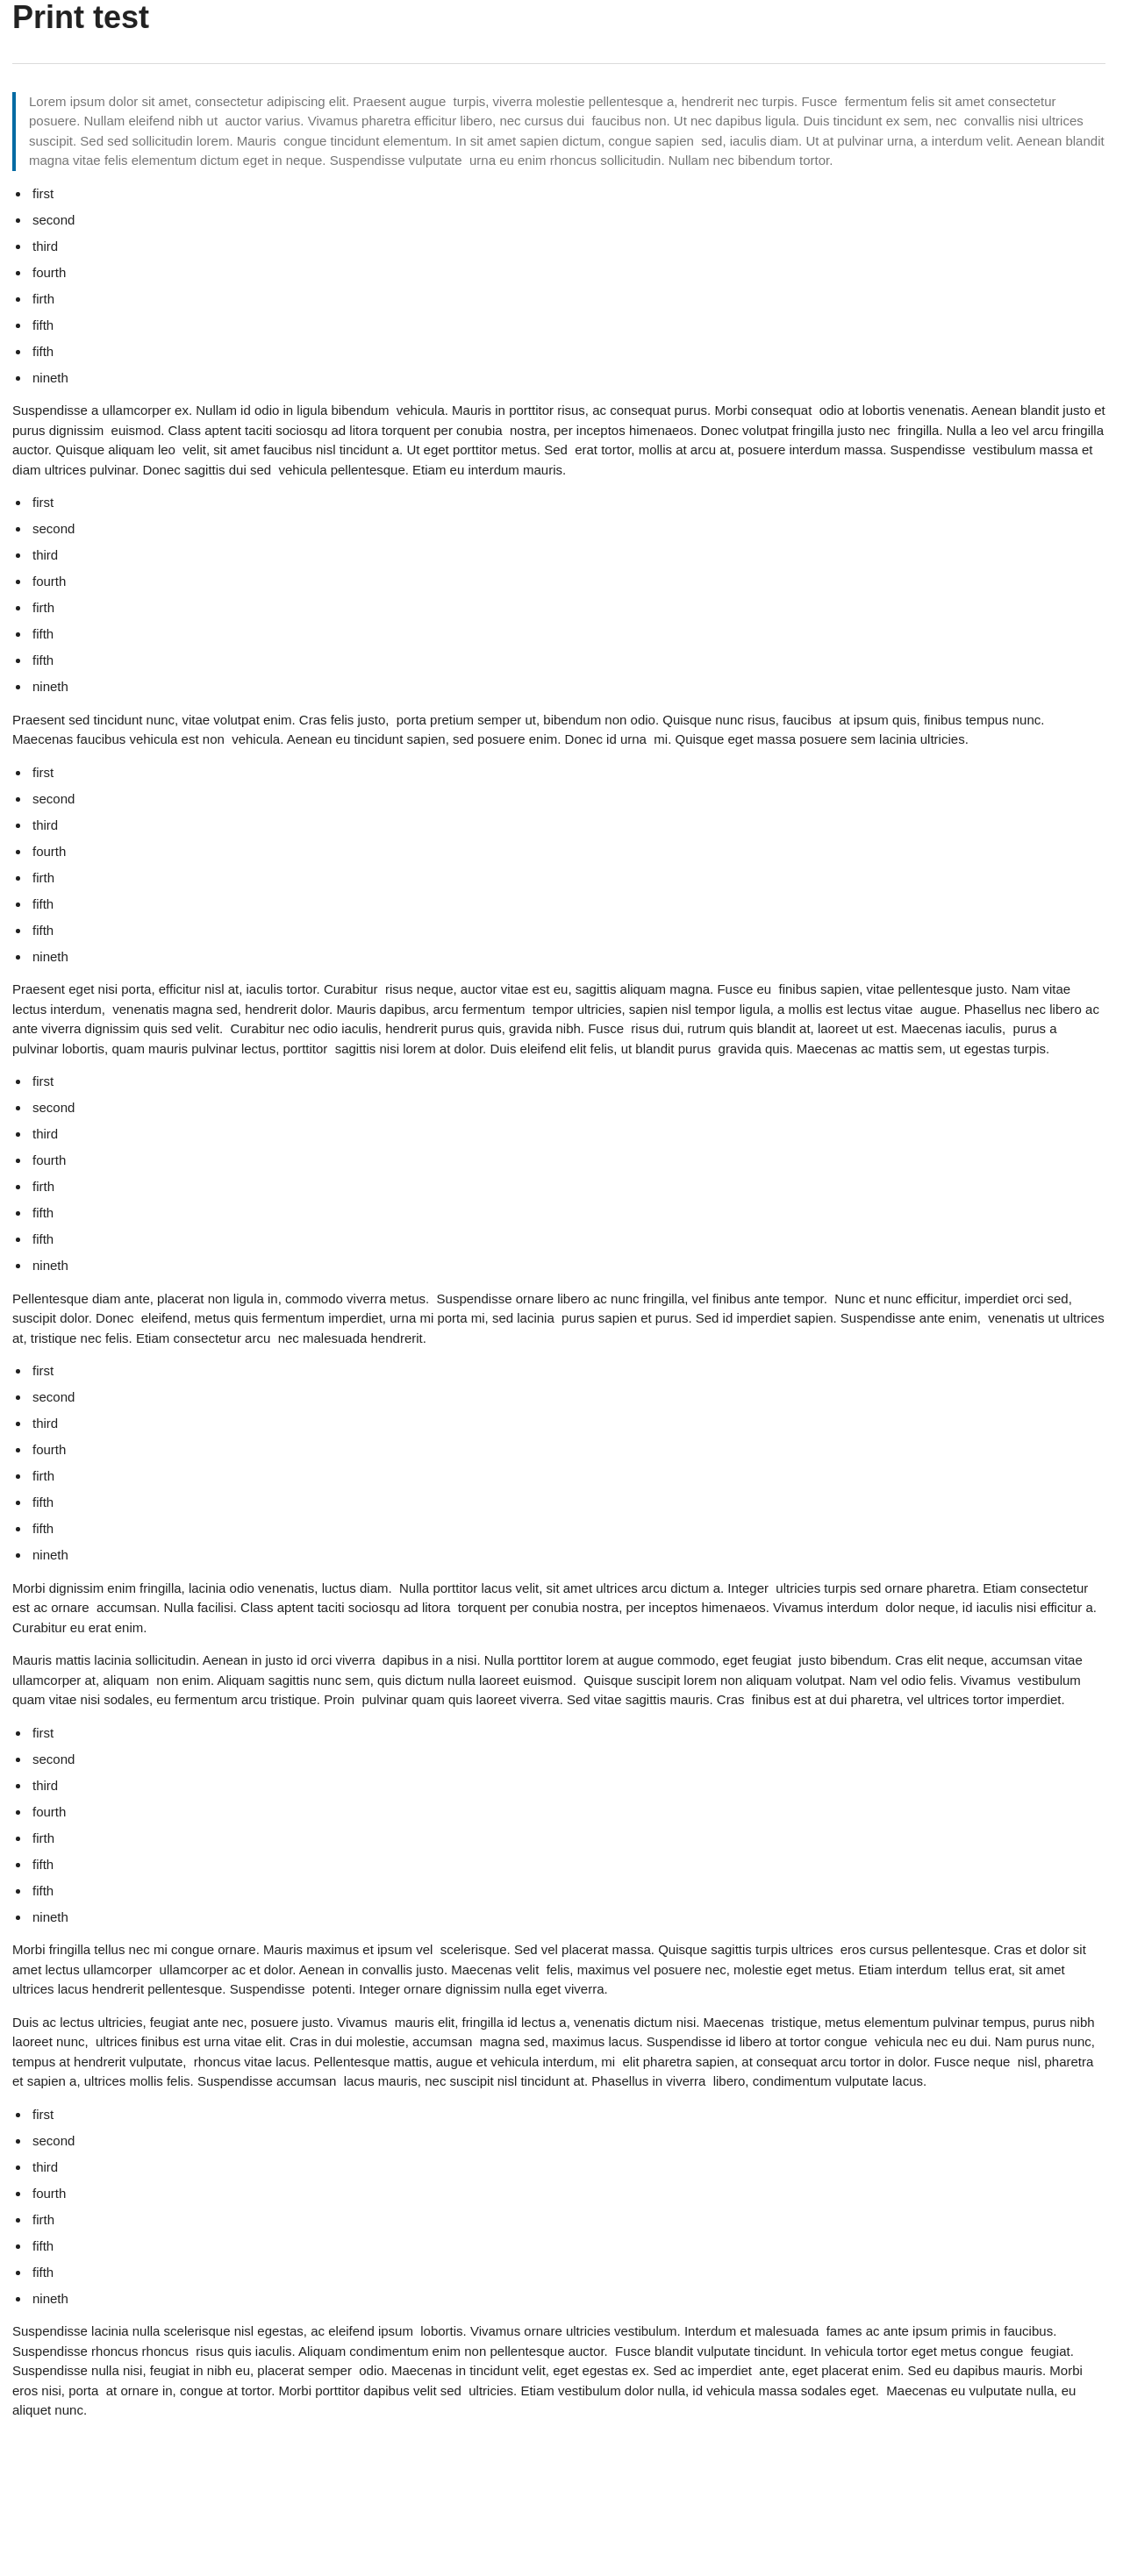 Print test
Lorem ipsum dolor sit amet, consectetur adipiscing elit. Praesent augue  turpis, viverra molestie pellentesque a, hendrerit nec turpis. Fusce  fermentum felis sit amet consectetur
posuere. Nullam eleifend nibh ut  auctor varius. Vivamus pharetra efficitur libero, nec cursus dui  faucibus non. Ut nec dapibus ligula. Duis tincidunt ex sem, nec  convallis nisi ultrices
suscipit. Sed sed sollicitudin lorem. Mauris  congue tincidunt elementum. In sit amet sapien dictum, congue sapien  sed, iaculis diam. Ut at pulvinar urna, a interdum velit. Aenean blandit
magna vitae felis elementum dictum eget in neque. Suspendisse vulputate  urna eu enim rhoncus sollicitudin. Nullam nec bibendum tortor.
• first
• second
• third
• fourth
• firth
• fifth
• fifth
• nineth
Suspendisse a ullamcorper ex. Nullam id odio in ligula bibendum  vehicula. Mauris in porttitor risus, ac consequat purus. Morbi consequat  odio at lobortis venenatis. Aenean blandit justo et
purus dignissim  euismod. Class aptent taciti sociosqu ad litora torquent per conubia  nostra, per inceptos himenaeos. Donec volutpat fringilla justo nec  fringilla. Nulla a leo vel arcu fringilla
auctor. Quisque aliquam leo  velit, sit amet faucibus nisl tincidunt a. Ut eget porttitor metus. Sed  erat tortor, mollis at arcu at, posuere interdum massa. Suspendisse  vestibulum massa et
diam ultrices pulvinar. Donec sagittis dui sed  vehicula pellentesque. Etiam eu interdum mauris.
• first
• second
• third
• fourth
• firth
• fifth
• fifth
• nineth
Praesent sed tincidunt nunc, vitae volutpat enim. Cras felis justo,  porta pretium semper ut, bibendum non odio. Quisque nunc risus, faucibus  at ipsum quis, finibus tempus nunc.
Maecenas faucibus vehicula est non  vehicula. Aenean eu tincidunt sapien, sed posuere enim. Donec id urna  mi. Quisque eget massa posuere sem lacinia ultricies.
• first
• second
• third
• fourth
• firth
• fifth
• fifth
• nineth
Praesent eget nisi porta, efficitur nisl at, iaculis tortor. Curabitur  risus neque, auctor vitae est eu, sagittis aliquam magna. Fusce eu  finibus sapien, vitae pellentesque justo. Nam vitae
lectus interdum,  venenatis magna sed, hendrerit dolor. Mauris dapibus, arcu fermentum  tempor ultricies, sapien nisl tempor ligula, a mollis est lectus vitae  augue. Phasellus nec libero ac
ante viverra dignissim quis sed velit.  Curabitur nec odio iaculis, hendrerit purus quis, gravida nibh. Fusce  risus dui, rutrum quis blandit at, laoreet ut est. Maecenas iaculis,  purus a
pulvinar lobortis, quam mauris pulvinar lectus, porttitor  sagittis nisi lorem at dolor. Duis eleifend elit felis, ut blandit purus  gravida quis. Maecenas ac mattis sem, ut egestas turpis.
• first
• second
• third
• fourth
• firth
• fifth
• fifth
• nineth
Pellentesque diam ante, placerat non ligula in, commodo viverra metus.  Suspendisse ornare libero ac nunc fringilla, vel finibus ante tempor.  Nunc et nunc efficitur, imperdiet orci sed,
suscipit dolor. Donec  eleifend, metus quis fermentum imperdiet, urna mi porta mi, sed lacinia  purus sapien et purus. Sed id imperdiet sapien. Suspendisse ante enim,  venenatis ut ultrices
at, tristique nec felis. Etiam consectetur arcu  nec malesuada hendrerit.
• first
• second
• third
• fourth
• firth
• fifth
• fifth
• nineth
Morbi dignissim enim fringilla, lacinia odio venenatis, luctus diam.  Nulla porttitor lacus velit, sit amet ultrices arcu dictum a. Integer  ultricies turpis sed ornare pharetra. Etiam consectetur
est ac ornare  accumsan. Nulla facilisi. Class aptent taciti sociosqu ad litora  torquent per conubia nostra, per inceptos himenaeos. Vivamus interdum  dolor neque, id iaculis nisi efficitur a.
Curabitur eu erat enim.
Mauris mattis lacinia sollicitudin. Aenean in justo id orci viverra  dapibus in a nisi. Nulla porttitor lorem at augue commodo, eget feugiat  justo bibendum. Cras elit neque, accumsan vitae
ullamcorper at, aliquam  non enim. Aliquam sagittis nunc sem, quis dictum nulla laoreet euismod.  Quisque suscipit lorem non aliquam volutpat. Nam vel odio felis. Vivamus  vestibulum
quam vitae nisi sodales, eu fermentum arcu tristique. Proin  pulvinar quam quis laoreet viverra. Sed vitae sagittis mauris. Cras  finibus est at dui pharetra, vel ultrices tortor imperdiet.
• first
• second
• third
• fourth
• firth
• fifth
• fifth
• nineth
Morbi fringilla tellus nec mi congue ornare. Mauris maximus et ipsum vel  scelerisque. Sed vel placerat massa. Quisque sagittis turpis ultrices  eros cursus pellentesque. Cras et dolor sit
amet lectus ullamcorper  ullamcorper ac et dolor. Aenean in convallis justo. Maecenas velit  felis, maximus vel posuere nec, molestie eget metus. Etiam interdum  tellus erat, sit amet
ultrices lacus hendrerit pellentesque. Suspendisse  potenti. Integer ornare dignissim nulla eget viverra.
Duis ac lectus ultricies, feugiat ante nec, posuere justo. Vivamus  mauris elit, fringilla id lectus a, venenatis dictum nisi. Maecenas  tristique, metus elementum pulvinar tempus, purus nibh
laoreet nunc,  ultrices finibus est urna vitae elit. Cras in dui molestie, accumsan  magna sed, maximus lacus. Suspendisse id libero at tortor congue  vehicula nec eu dui. Nam purus nunc,
tempus at hendrerit vulputate,  rhoncus vitae lacus. Pellentesque mattis, augue et vehicula interdum, mi  elit pharetra sapien, at consequat arcu tortor in dolor. Fusce neque  nisl, pharetra
et sapien a, ultrices mollis felis. Suspendisse accumsan  lacus mauris, nec suscipit nisl tincidunt at. Phasellus in viverra  libero, condimentum vulputate lacus.
• first
• second
• third
• fourth
• firth
• fifth
• fifth
• nineth
Suspendisse lacinia nulla scelerisque nisl egestas, ac eleifend ipsum  lobortis. Vivamus ornare ultricies vestibulum. Interdum et malesuada  fames ac ante ipsum primis in faucibus.
Suspendisse rhoncus rhoncus  risus quis iaculis. Aliquam condimentum enim non pellentesque auctor.  Fusce blandit vulputate tincidunt. In vehicula tortor eget metus congue  feugiat.
Suspendisse nulla nisi, feugiat in nibh eu, placerat semper  odio. Maecenas in tincidunt velit, eget egestas ex. Sed ac imperdiet  ante, eget placerat enim. Sed eu dapibus mauris. Morbi
eros nisi, porta  at ornare in, congue at tortor. Morbi porttitor dapibus velit sed  ultricies. Etiam vestibulum dolor nulla, id vehicula massa sodales eget.  Maecenas eu vulputate nulla, eu
aliquet nunc.